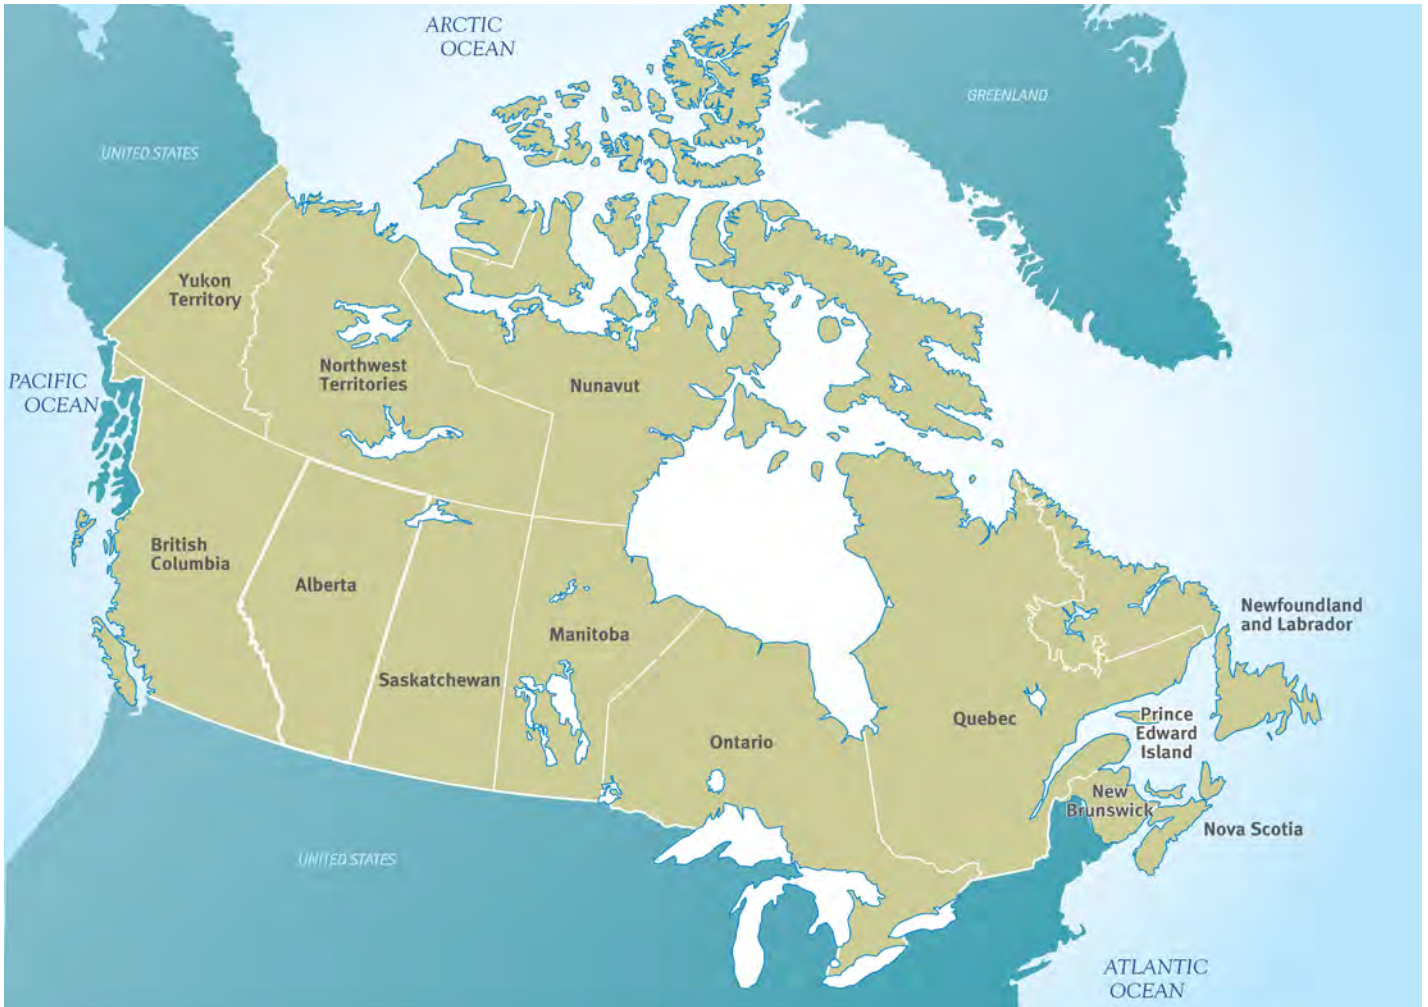 ARCTIC
OCEAN
GREENLAND
UNITED STATES
Yukon
Territory
PACIFIC
OCEAN
Northwest
Territories
Nunavut
British
Columbia
Alberta
Manitoba
Saskatchewan
Newfoundland
and Labrador
Quebec
Prince
Edward
Island
Ontario
New
Brunswick
Nova Scotia
UNITED STATES
ATLANTIC
OCEAN